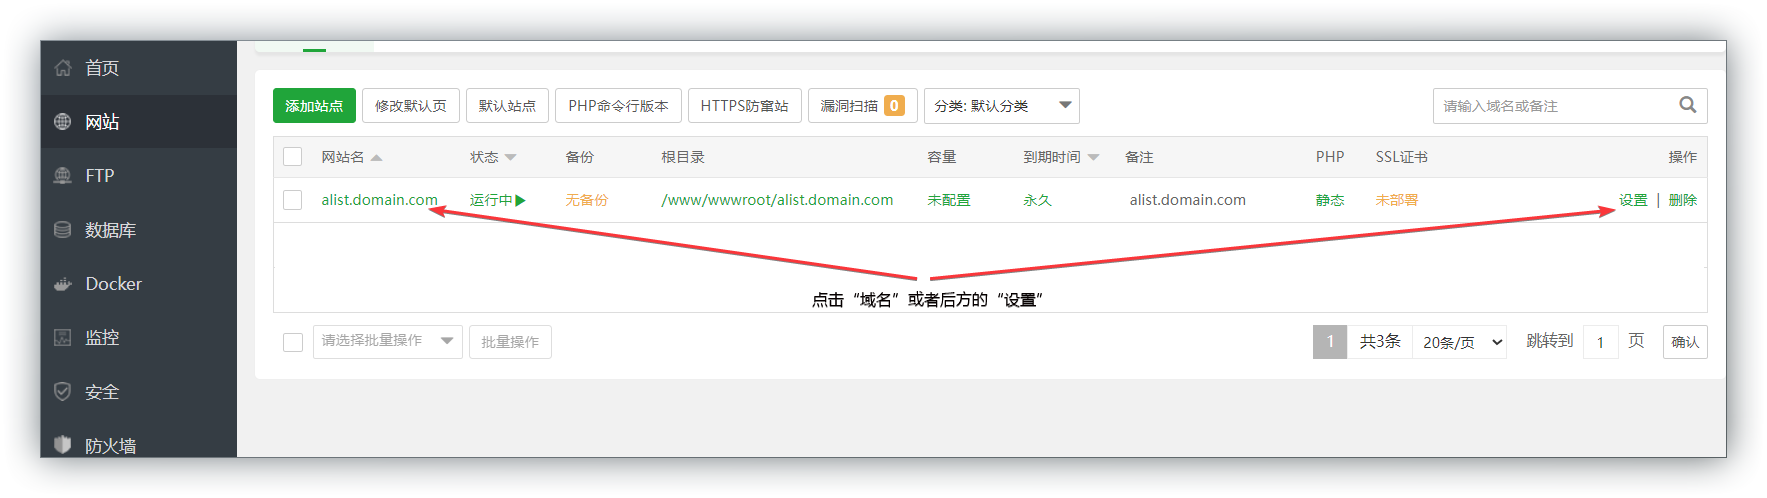 首页
网站
FTP
数据库
Docker
监控
安全
防火墙
添加站点 修改默认页 默认站点 PHP命令行版本 HTTPS防窜站 漏洞扫描 0 分类: 默认分类 请输入域名或备注
网站名 状态 备份 根目录 容量 到期时间 备注 PHP SSL证书 操作
alist.domain.com 运行中 无备份 /www/wwwroot/alist.domain.com 未配置 永久 alist.domain.com 静态 未部署 设置 | 删除
点击“域名”或者后方的“设置”
请选择批量操作 批量操作 1 共3条 20条/页 跳转到 1 页 确认